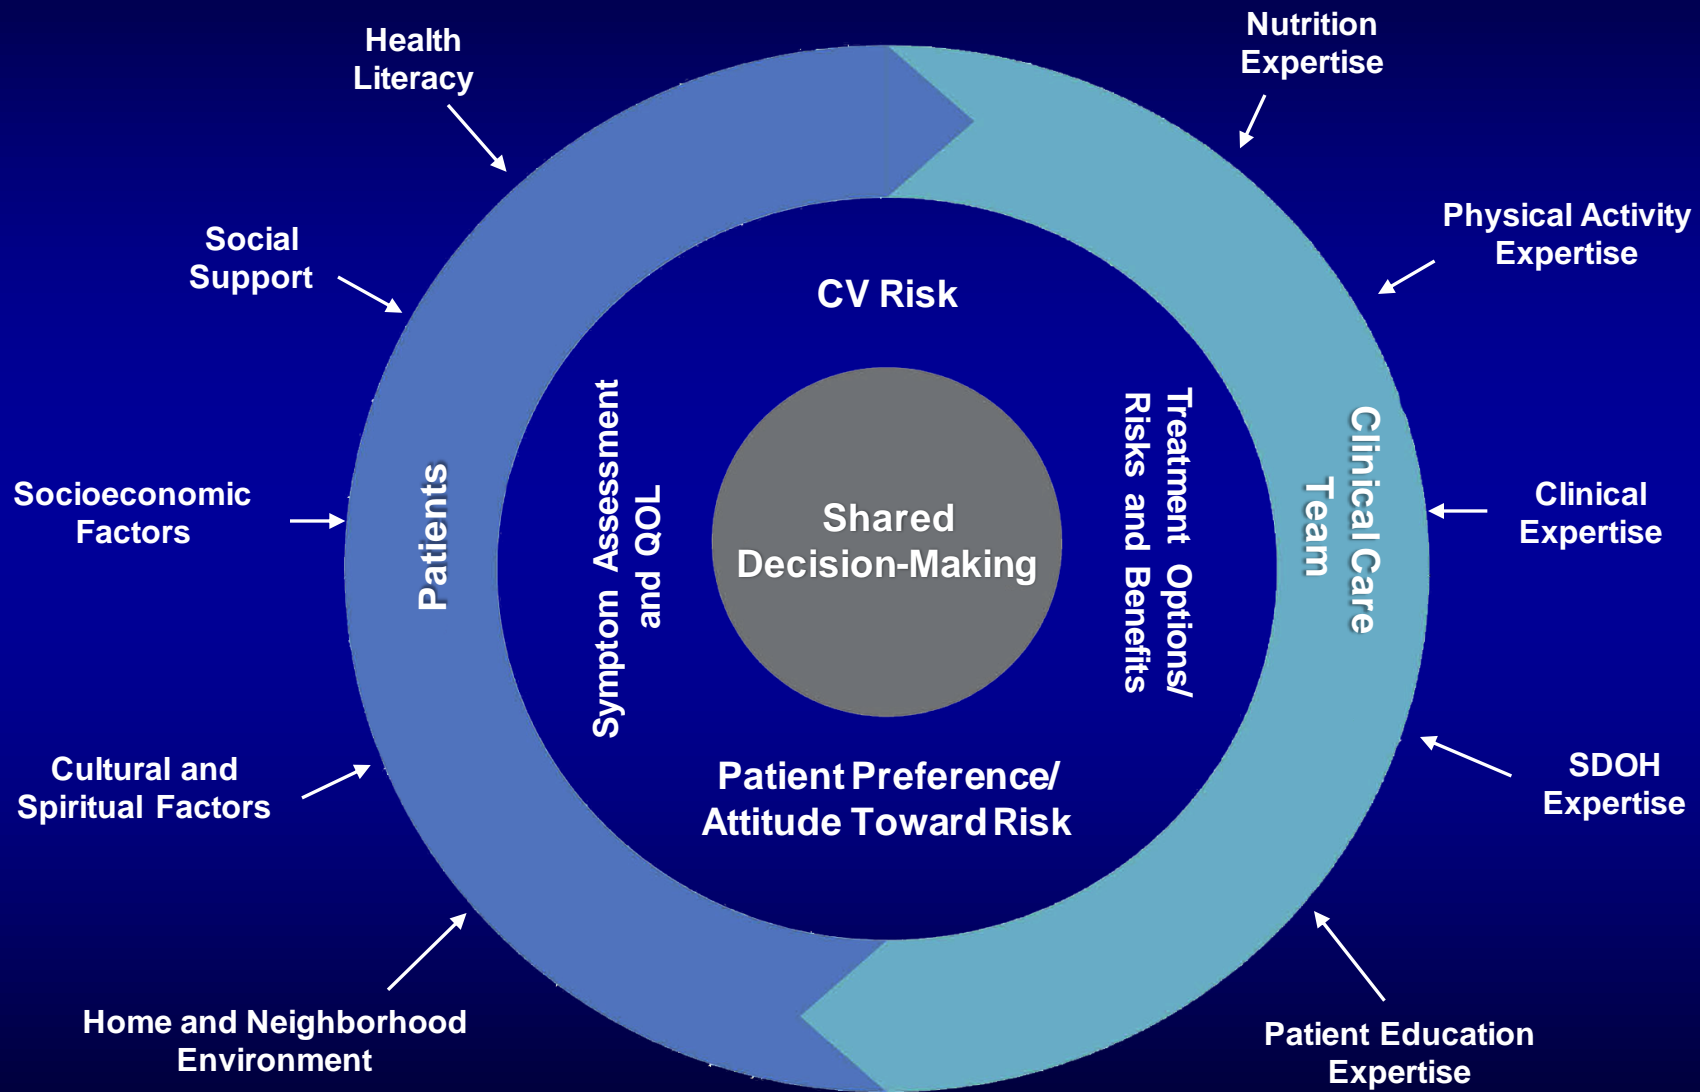 Health
Literacy
Nutrition
Expertise
Social
Support
Physical Activity
Expertise
CV Risk
Socioeconomic
Factors
Patients
Symptom Assessment
and QOL
Shared
Decision-Making
Treatment Options/
Risks and Benefits
Clinical Care
Team
Clinical
Expertise
Cultural and
Spiritual Factors
Patient Preference/
Attitude Toward Risk
SDOH
Expertise
Home and Neighborhood
Environment
Patient Education
Expertise